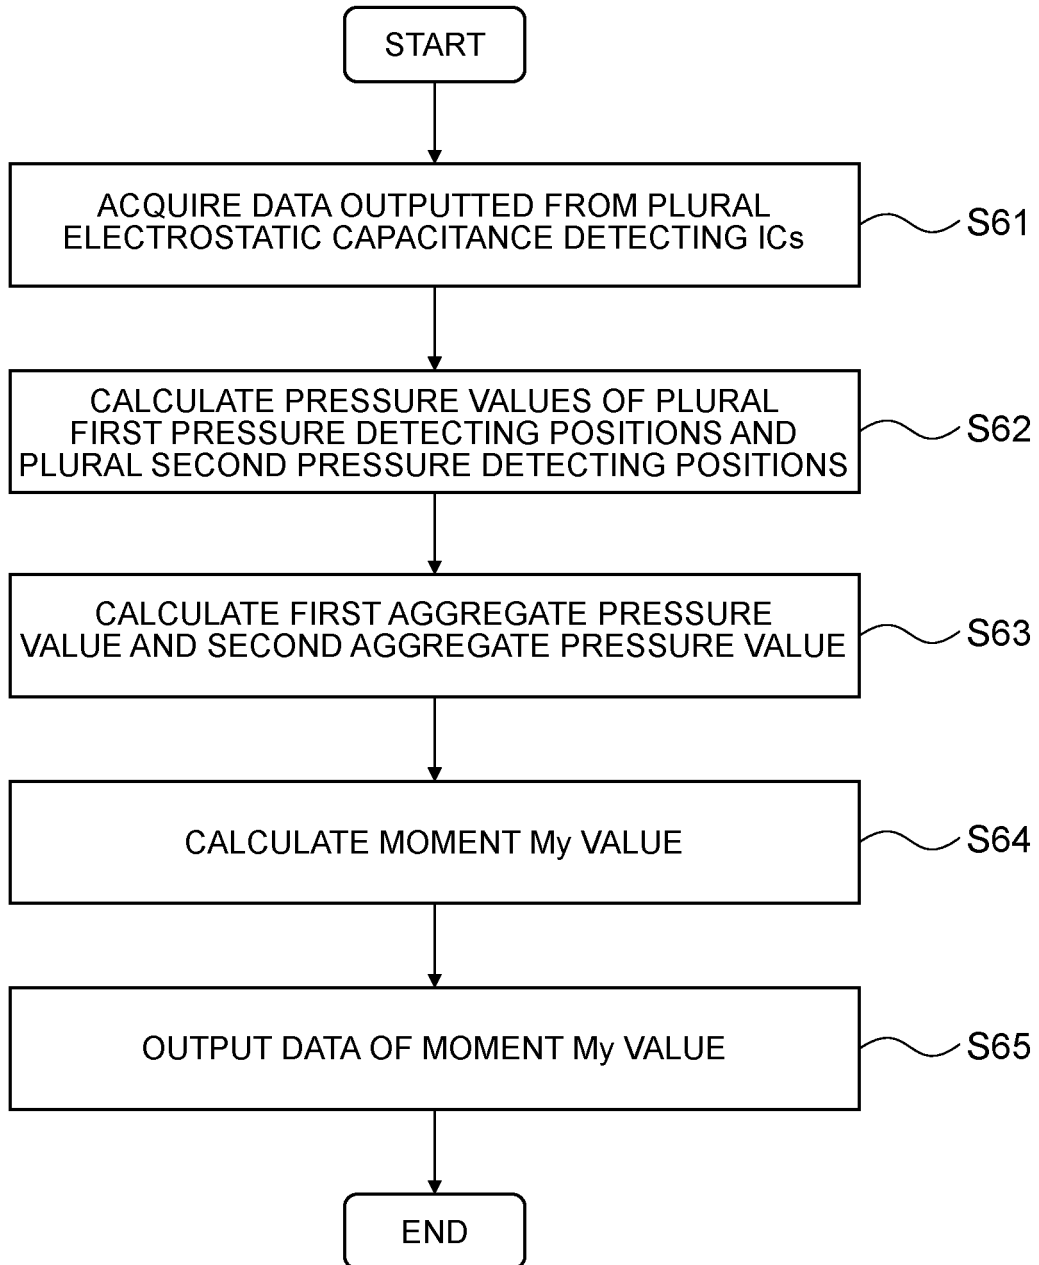 START
ACQUIRE DATA OUTPUTTED FROM PLURAL
ELECTROSTATIC CAPACITANCE DETECTING ICs
S61
CALCULATE PRESSURE VALUES OF PLURAL
FIRST PRESSURE DETECTING POSITIONS AND
PLURAL SECOND PRESSURE DETECTING POSITIONS
S62
CALCULATE FIRST AGGREGATE PRESSURE
VALUE AND SECOND AGGREGATE PRESSURE VALUE
S63
CALCULATE MOMENT My VALUE
S64
OUTPUT DATA OF MOMENT My VALUE
S65
END